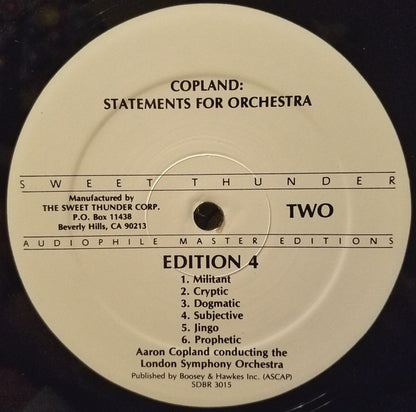 COPLAND:
STATEMENTS FOR ORCHESTRA
SWEET THUNDER
Manufactured by
THE SWEET THUNDER CORP.
P.O. Box 11438
Beverly Hills, CA 90213
TWO
AUDIOPHILE MASTER EDITIONS
EDITION 4
1. Militant
2. Cryptic
3. Dogmatic
4. Subjective
5. Jingo
6. Prophetic
Aaron Copland conducting the
London Symphony Orchestra
Published by Boosey & Hawkes Inc. (ASCAP)
SDBR 3015